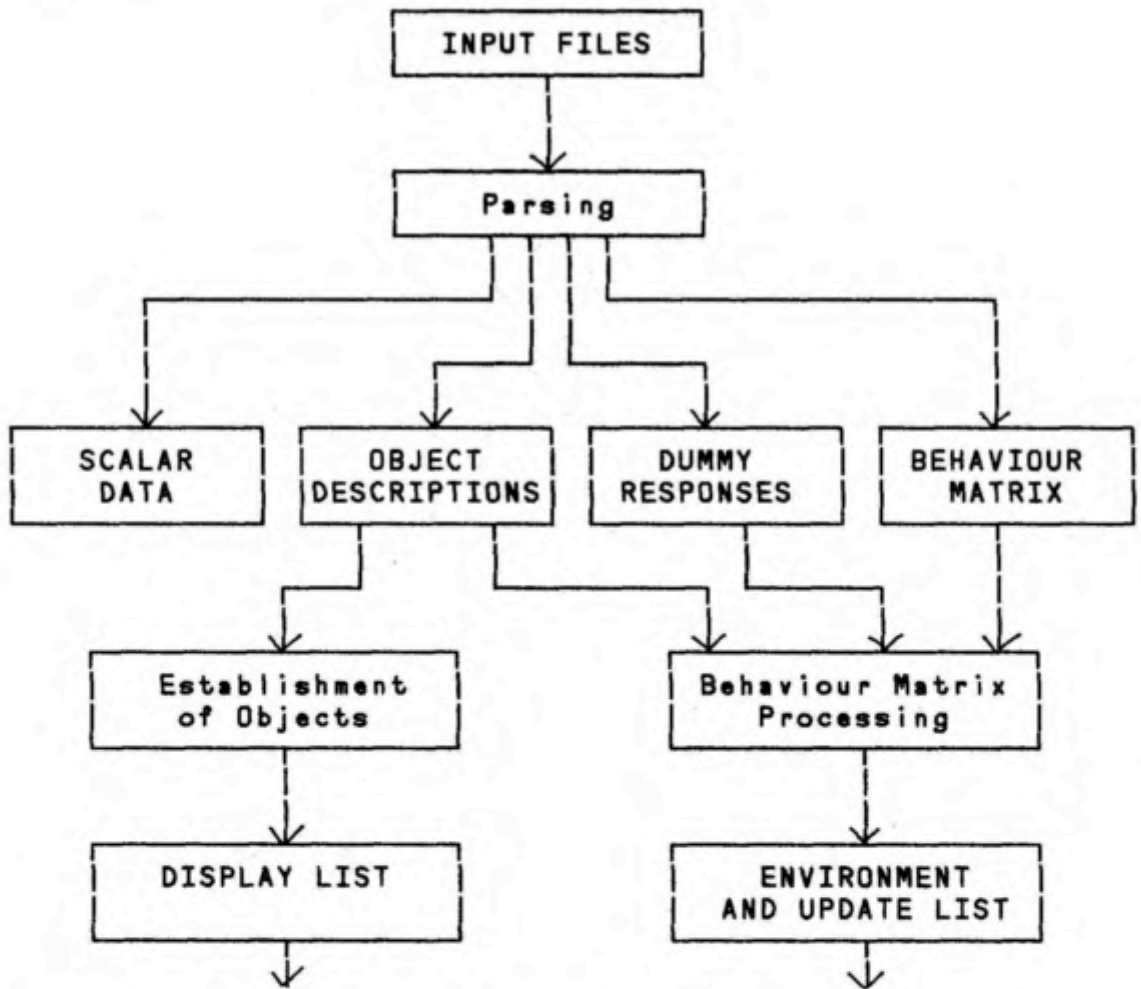 INPUT FILES
Parsing
SCALAR
DATA
OBJECT
DESCRIPTIONS
DUMMY
RESPONSES
BEHAVIOUR
MATRIX
Establishment
of Objects
Behaviour Matrix
Processing
DISPLAY LIST
ENVIRONMENT
AND UPDATE LIST